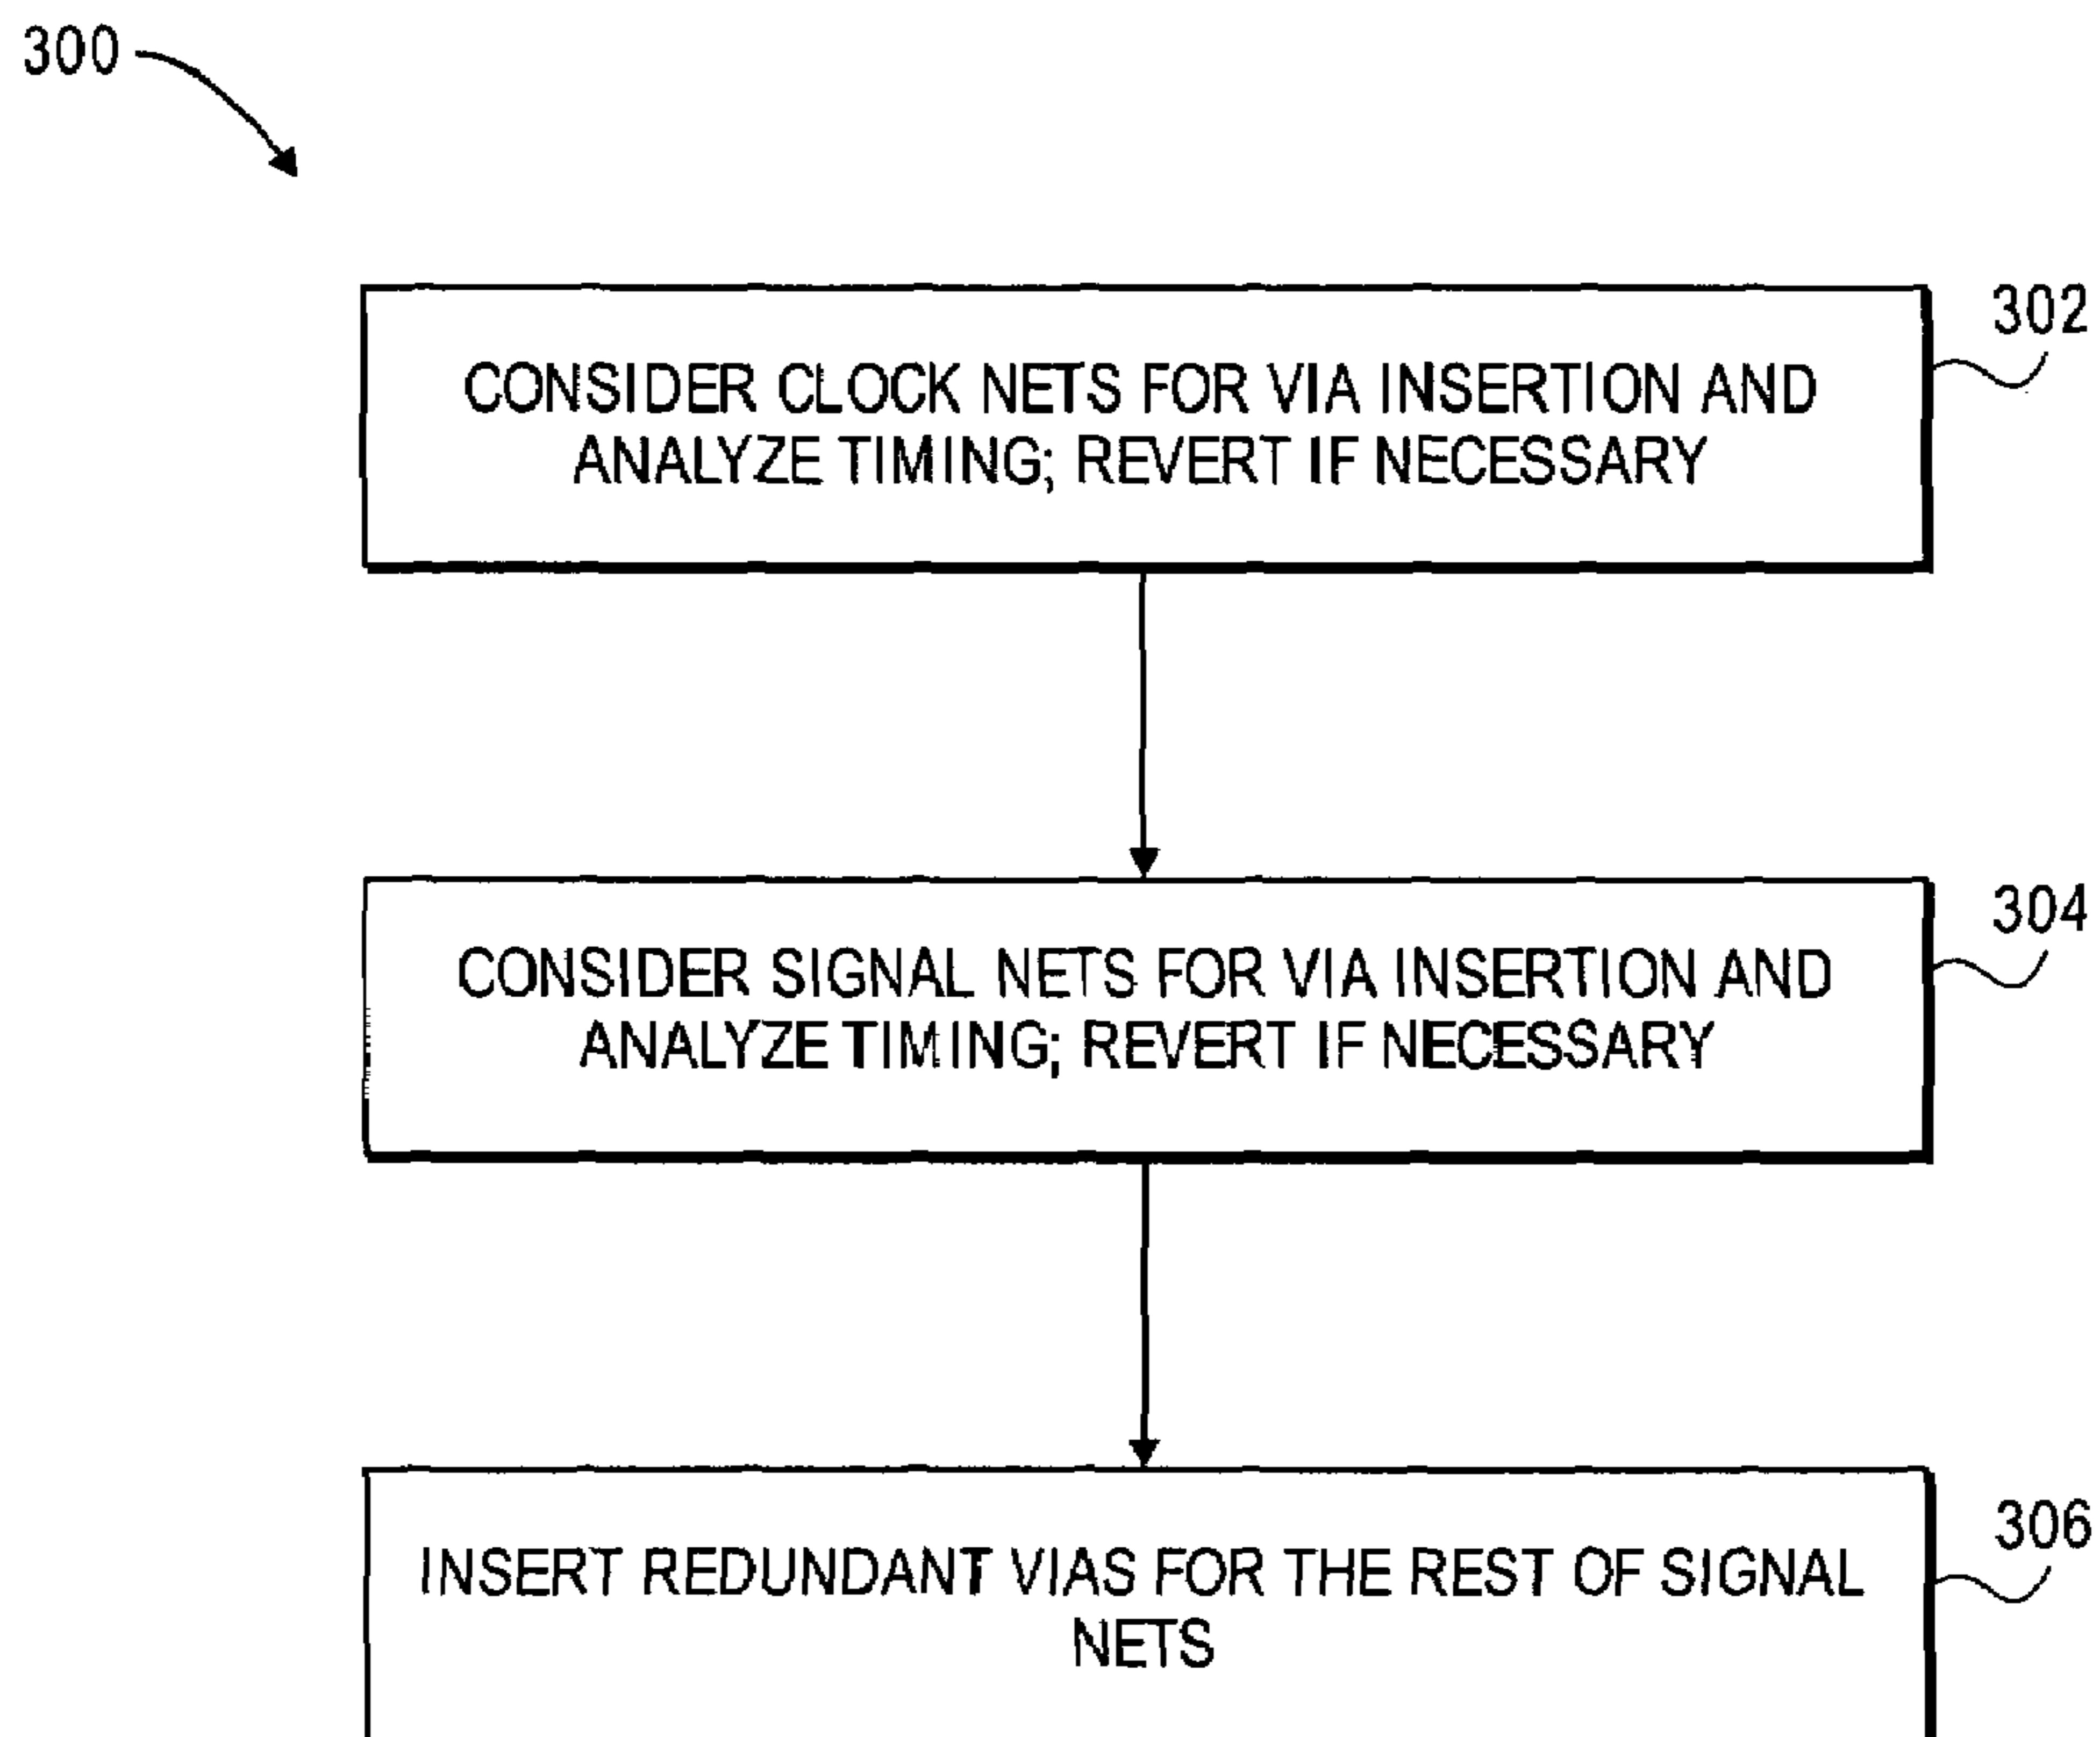 300
302
CONSIDER CLOCK NETS FOR VIA INSERTION AND
ANALYZE TIMING; REVERT IF NECESSARY
304
CONSIDER SIGNAL NETS FOR VIA INSERTION AND
ANALYZE TIMING; REVERT IF NECESSARY
306
INSERT REDUNDANT VIAS FOR THE REST OF SIGNAL
NETS